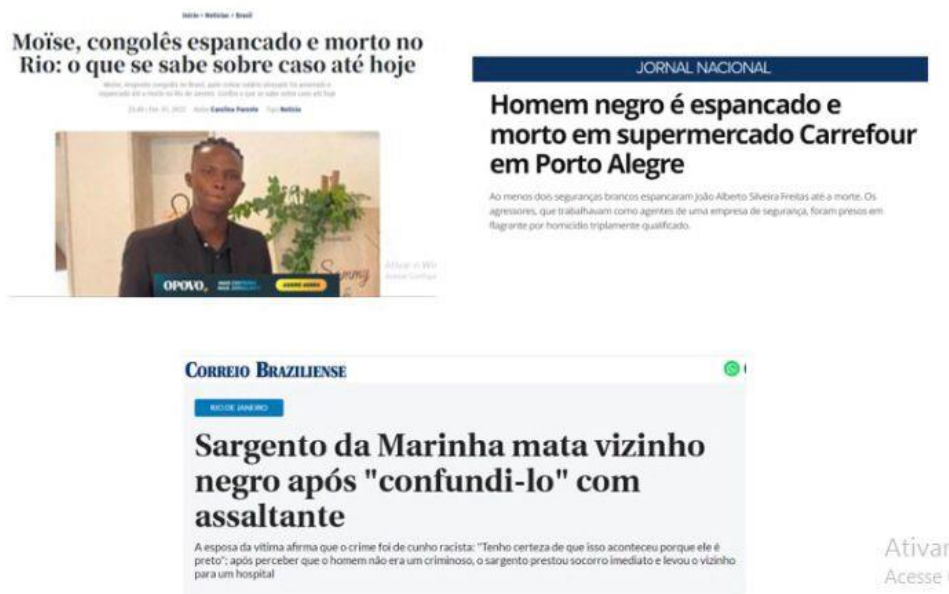 Início > Notícias > Brasil
Moïse, congolês espancado e morto no
Rio: o que se sabe sobre caso até hoje
Autor Carolina Parente Tipo Notícia
OPOVO
Sammy
JORNAL NACIONAL
Homem negro é espancado e
morto em supermercado Carrefour
em Porto Alegre
Ao menos dois seguranças brancos espancaram João Alberto Silveira Freitas até a morte. Os
agressores, que trabalhavam como agentes de uma empresa de segurança, foram presos em
flagrante por homicídio triplamente qualificado.
CORREIO BRAZILIENSE
RIO DE JANEIRO
Sargento da Marinha mata vizinho
negro após "confundi-lo" com
assaltante
A esposa da vítima afirma que o crime foi de cunho racista: "Tenho certeza de que isso aconteceu porque ele é
preto"; após perceber que o homem não era um criminoso, o sargento prestou socorro imediato e levou o vizinho
para um hospital
Ativar
Acesse